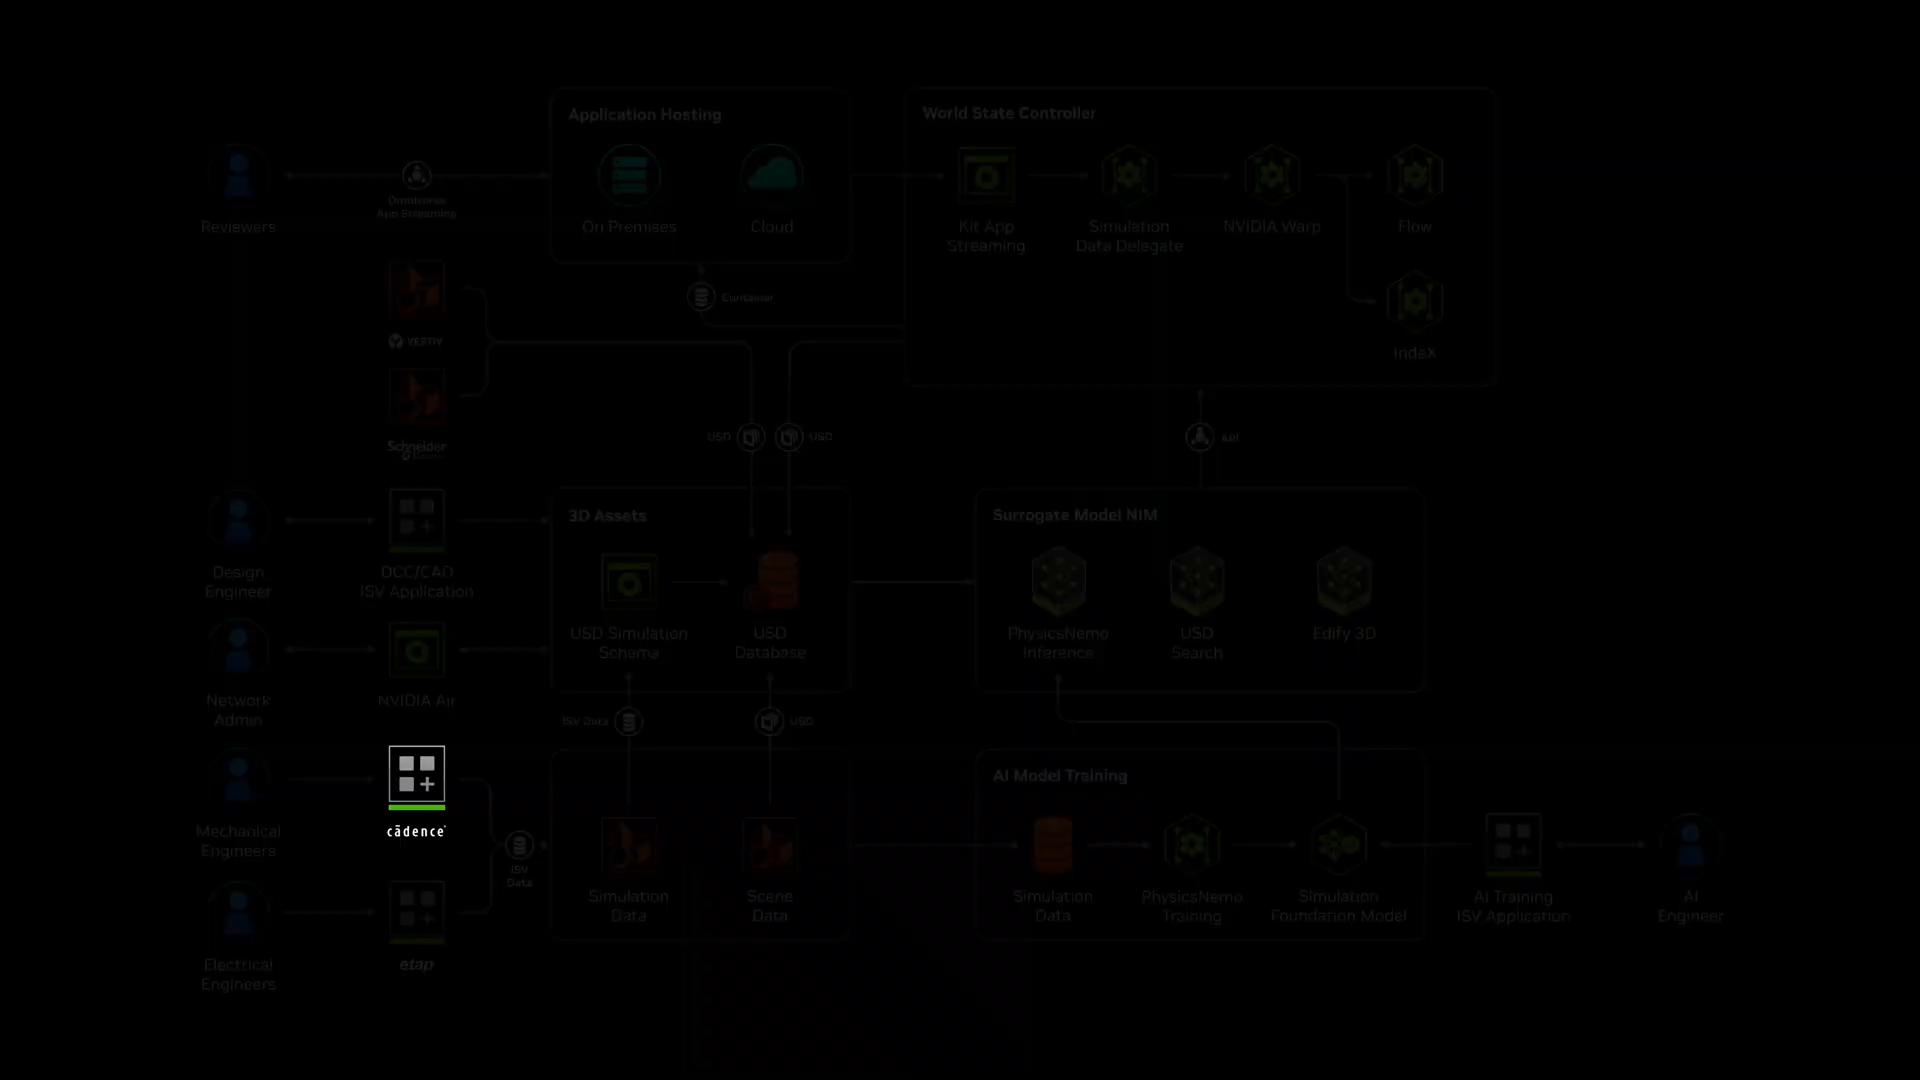 Application Hosting
World State Controller
Reviewers
Omniverse
App Streaming
On Premises
Cloud
Kit App
Streaming
Simulation
Data Delegate
NVIDIA Warp
Flow
Container
IndeX
VERTIV
Schneider
Electric
USD
USD
API
3D Assets
Surrogate Model NIM
Design
Engineer
DCC/CAD
ISV Application
USD Simulation
Schema
USD
Database
PhysicsNemo
Inference
USD
Search
Edify 3D
Network
Admin
NVIDIA Air
ISV Data
USD
AI Model Training
Mechanical
Engineers
cādence
ISV
Data
Simulation
Data
Scene
Data
Simulation
Data
PhysicsNemo
Training
Simulation
Foundation Model
AI Training
ISV Application
AI
Engineer
Electrical
Engineers
etap